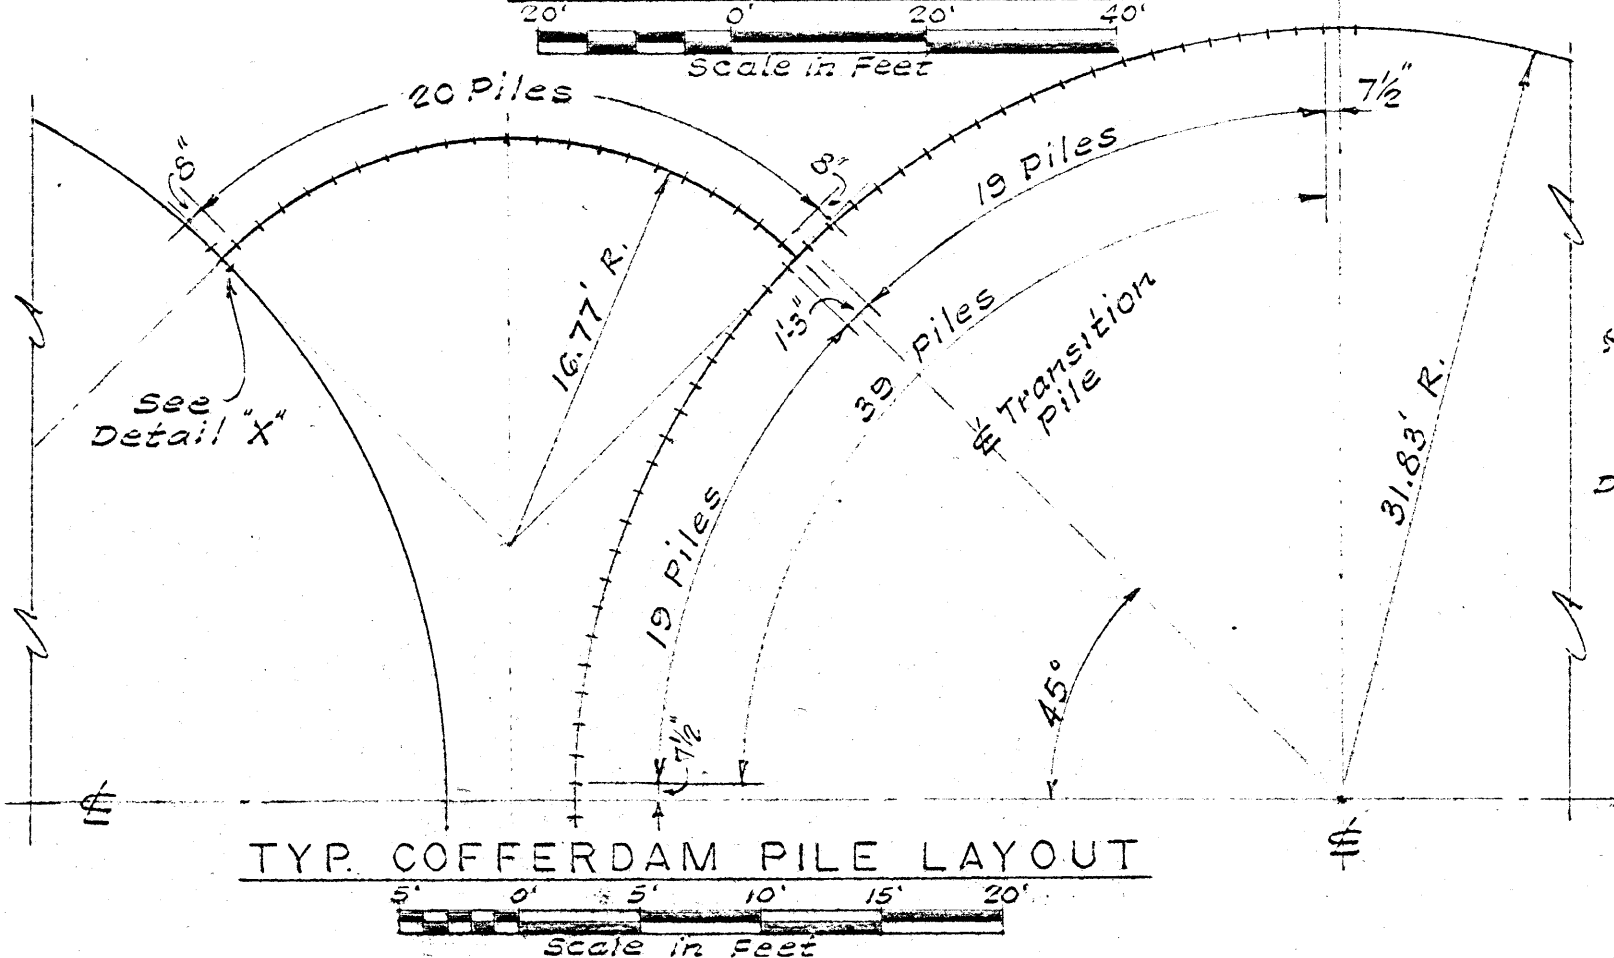 20' 0' 20' 40'
Scale in Feet
20 Piles
7½"
8"
8"
19 Piles
16.77' R.
1'-3"
39 Piles
℄ Transition
Pile
31.83' R.
See
Detail "X"
19 Piles
45°
7½"
℄
℄
TYP. COFFERDAM PILE LAYOUT
5' 0' 5' 10' 15' 20'
Scale in Feet